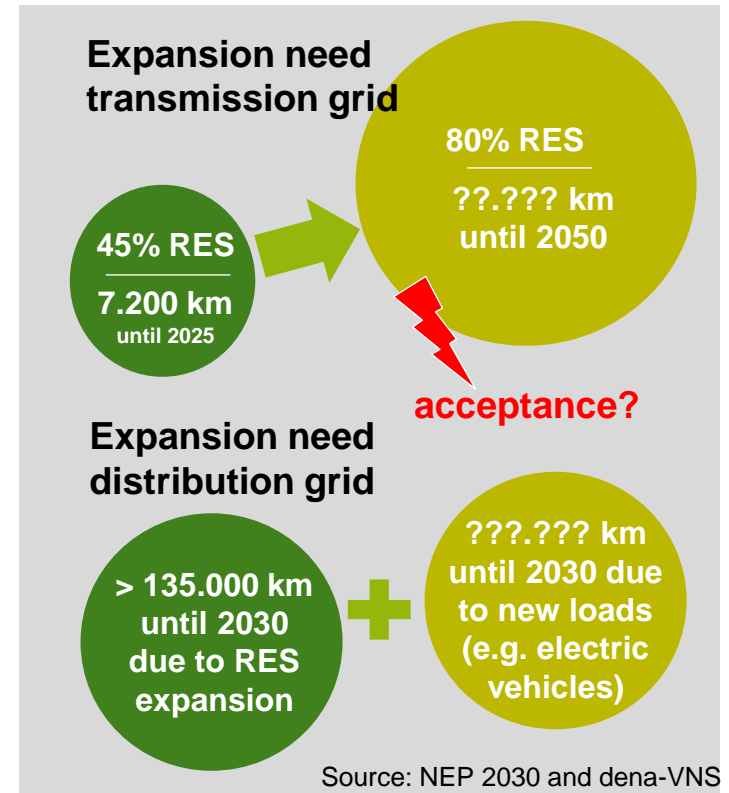 Expansion need
transmission grid
80% RES
??.??? km
until 2050
45% RES
7.200 km
until 2025
acceptance?
Expansion need
distribution grid
> 135.000 km
until 2030
due to RES
expansion
???.??? km
until 2030 due
to new loads
(e.g. electric
vehicles)
Source: NEP 2030 and dena-VNS